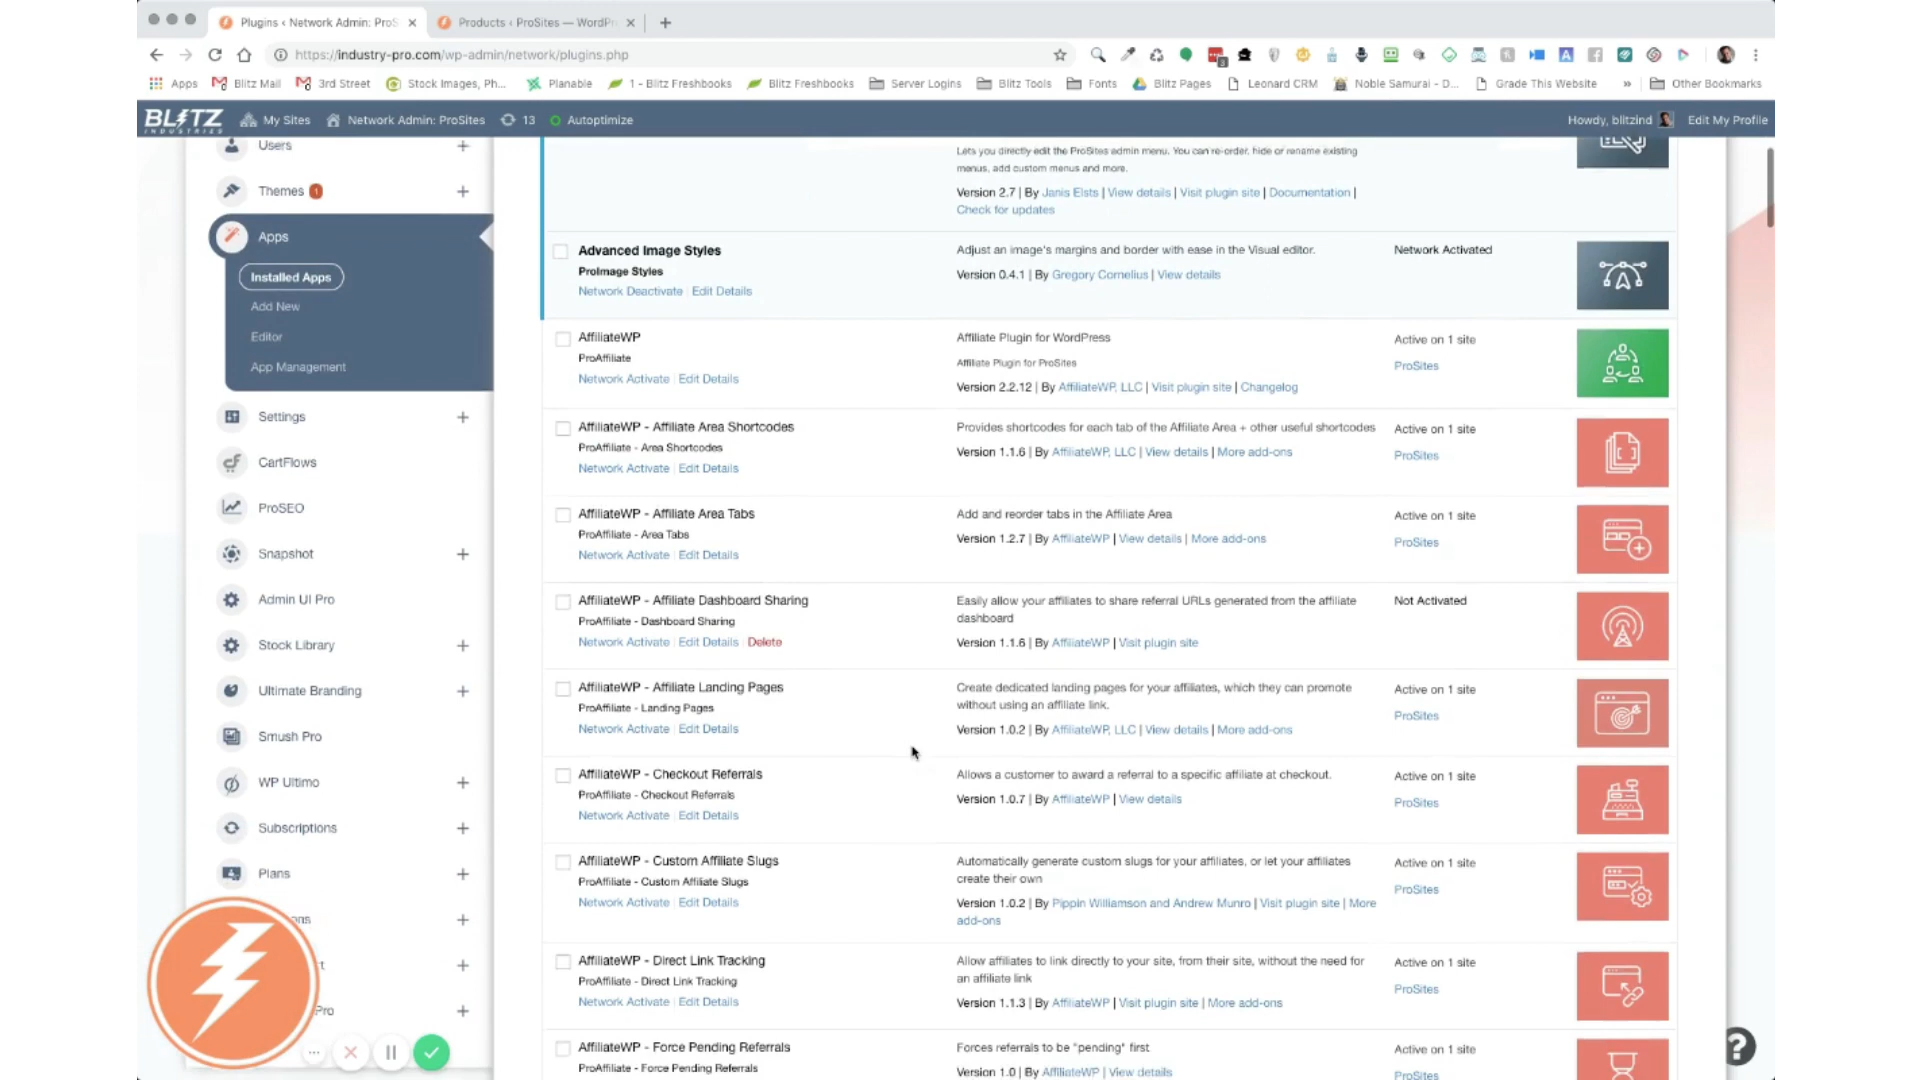 Plugins ‹ Network Admin: ProS
Products ‹ ProSites — WordPr
https://industry-pro.com/wp-admin/network/plugins.php
3
Apps
Blitz Mail
3rd Street
Stock Images, Ph...
Planable
1 - Blitz Freshbooks
Blitz Freshbooks
Server Logins
Blitz Tools
Fonts
Blitz Pages
Leonard CRM
Noble Samurai - D...
Grade This Website
»
Other Bookmarks
BLITZ
INDUSTRIES
My Sites
Network Admin: ProSites
13
Autoptimize
Howdy, blitzind
Edit My Profile
Users
Themes 1
Apps
Installed Apps
Add New
Editor
App Management
Settings
CartFlows
ProSEO
Snapshot
Admin UI Pro
Stock Library
Ultimate Branding
Smush Pro
WP Ultimo
Subscriptions
Plans
ons
t
Pro
Lets you directly edit the ProSites admin menu. You can re-order, hide or rename existing
menus, add custom menus and more.
Version 2.7 | By Janis Elsts | View details | Visit plugin site | Documentation |
Check for updates
Advanced Image Styles
ProImage Styles
Network Deactivate | Edit Details
Adjust an image's margins and border with ease in the Visual editor.
Version 0.4.1 | By Gregory Cornelius | View details
Network Activated
AffiliateWP
ProAffiliate
Network Activate | Edit Details
Affiliate Plugin for WordPress
Affiliate Plugin for ProSites
Version 2.2.12 | By AffiliateWP, LLC | Visit plugin site | Changelog
Active on 1 site
ProSites
AffiliateWP - Affiliate Area Shortcodes
ProAffiliate - Area Shortcodes
Network Activate | Edit Details
Provides shortcodes for each tab of the Affiliate Area + other useful shortcodes
Version 1.1.6 | By AffiliateWP, LLC | View details | More add-ons
Active on 1 site
ProSites
AffiliateWP - Affiliate Area Tabs
ProAffiliate - Area Tabs
Network Activate | Edit Details
Add and reorder tabs in the Affiliate Area
Version 1.2.7 | By AffiliateWP | View details | More add-ons
Active on 1 site
ProSites
AffiliateWP - Affiliate Dashboard Sharing
ProAffiliate - Dashboard Sharing
Network Activate | Edit Details | Delete
Easily allow your affiliates to share referral URLs generated from the affiliate
dashboard
Version 1.1.6 | By AffiliateWP | Visit plugin site
Not Activated
AffiliateWP - Affiliate Landing Pages
ProAffiliate - Landing Pages
Network Activate | Edit Details
Create dedicated landing pages for your affiliates, which they can promote
without using an affiliate link.
Version 1.0.2 | By AffiliateWP, LLC | View details | More add-ons
Active on 1 site
ProSites
AffiliateWP - Checkout Referrals
ProAffiliate - Checkout Referrals
Network Activate | Edit Details
Allows a customer to award a referral to a specific affiliate at checkout.
Version 1.0.7 | By AffiliateWP | View details
Active on 1 site
ProSites
AffiliateWP - Custom Affiliate Slugs
ProAffiliate - Custom Affiliate Slugs
Network Activate | Edit Details
Automatically generate custom slugs for your affiliates, or let your affiliates
create their own
Version 1.0.2 | By Pippin Williamson and Andrew Munro | Visit plugin site | More
add-ons
Active on 1 site
ProSites
AffiliateWP - Direct Link Tracking
ProAffiliate - Direct Link Tracking
Network Activate | Edit Details
Allow affiliates to link directly to your site, from their site, without the need for
an affiliate link
Version 1.1.3 | By AffiliateWP | Visit plugin site | More add-ons
Active on 1 site
ProSites
AffiliateWP - Force Pending Referrals
ProAffiliate - Force Pending Referrals
Forces referrals to be "pending" first
Version 1.0 | By AffiliateWP | View details
Active on 1 site
ProSites
?